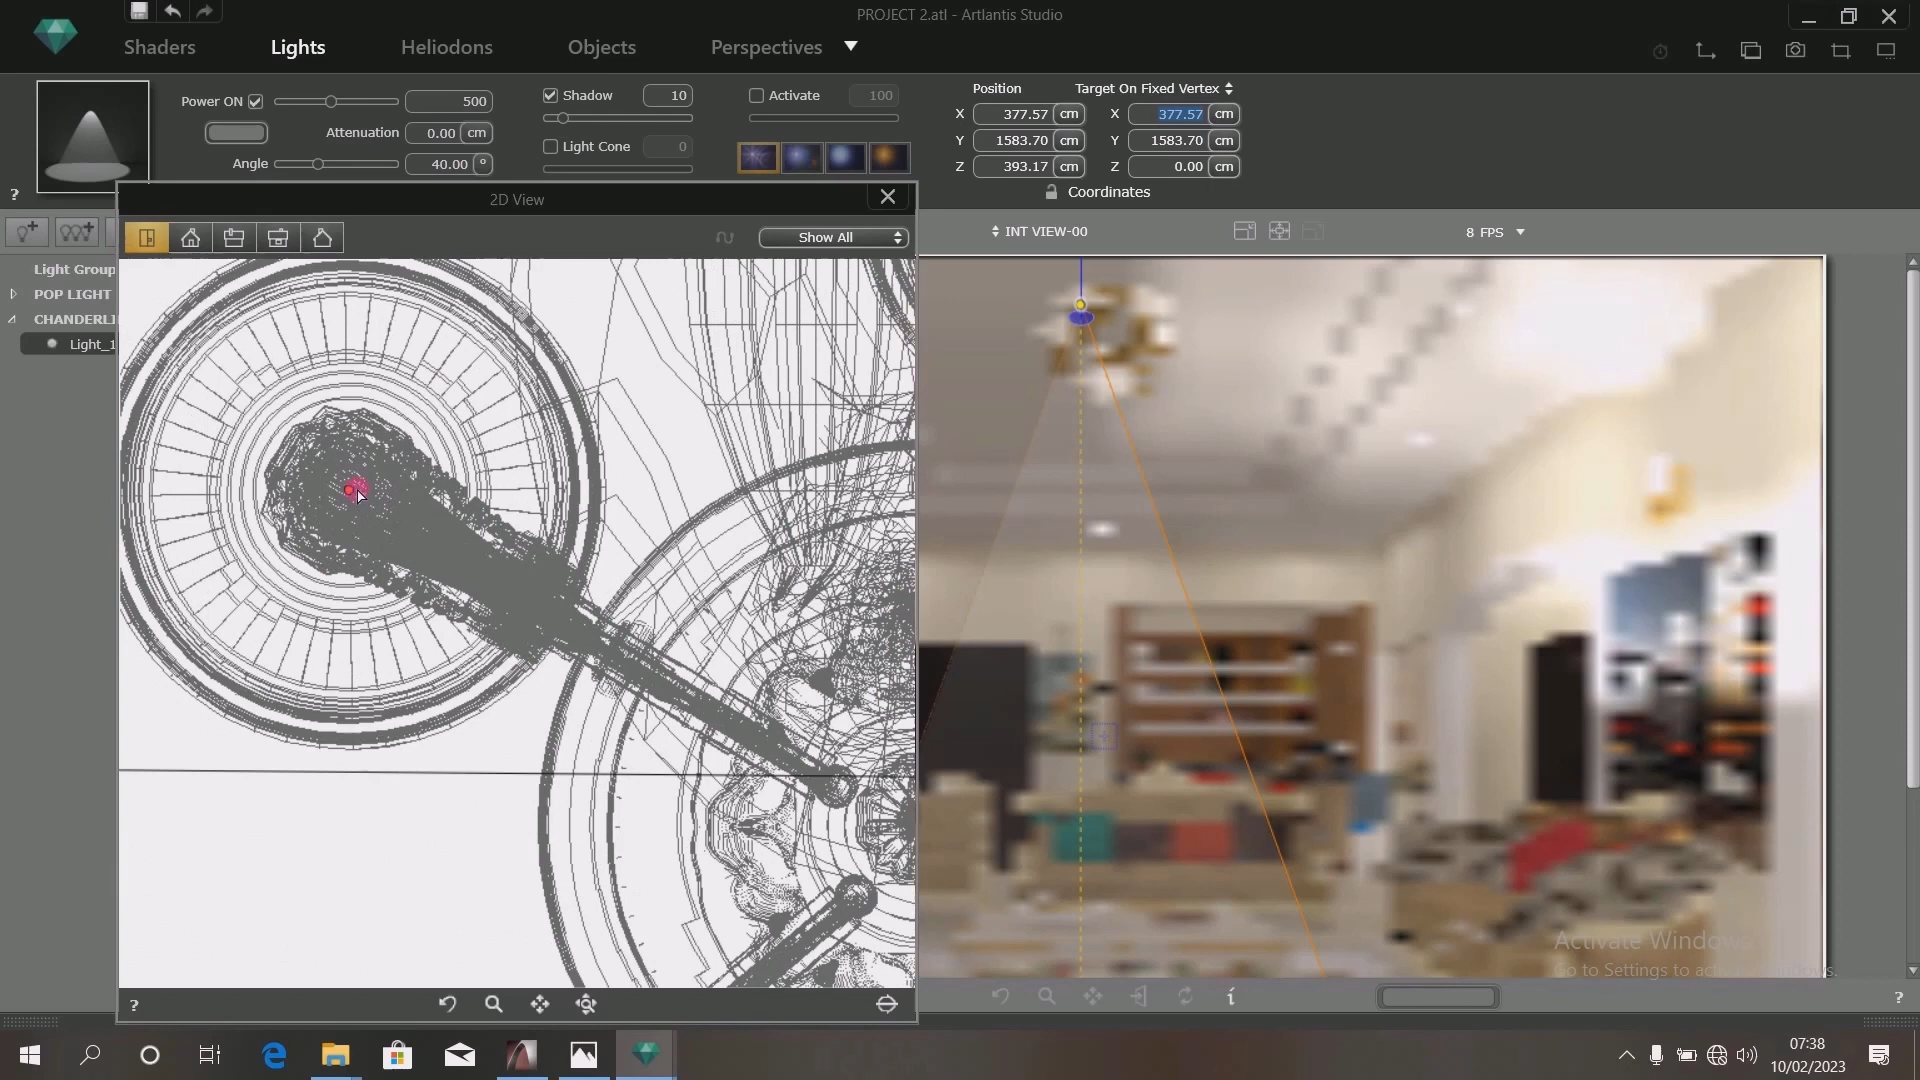 PROJECT 2.atl - Artlantis Studio
Shaders
Lights
Heliodons
Objects
Perspectives
Power ON
500
Attenuation
0.00 cm
Angle
40.00 °
Shadow
10
Light Cone
0
Activate
100
Position
Target On Fixed Vertex
X 377.57 cm
X 377.57 cm
Y 1583.70 cm
Y 1583.70 cm
Z 393.17 cm
Z 0.00 cm
Coordinates
?
2D View
Show All
INT VIEW-00
8 FPS
Light Group
POP LIGHT
CHANDERLI
Light_1
Activate Windows
Go to Settings to activate Windows.
?
i
?
07:38
10/02/2023